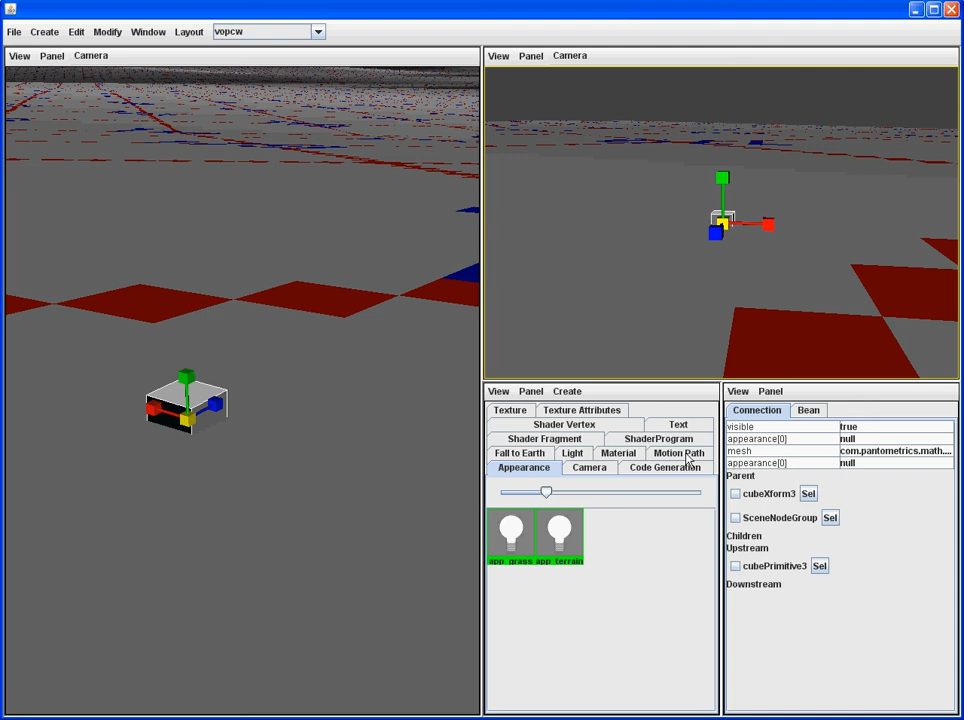 File Create Edit Modify Window Layout vopcw
View Panel Camera
View Panel Camera
View Panel Create
Texture Texture Attributes
Shader Vertex Text
Shader Fragment ShaderProgram
Fall to Earth Light Material Motion Path
Appearance Camera Code Generation
app_grass app_terrain
View Panel
Connection Bean
visible true
appearance[0] null
mesh com.pantometrics.math....
appearance[0] null
Parent
cubeXform3 Sel
SceneNodeGroup Sel
Children
Upstream
cubePrimitive3 Sel
Downstream